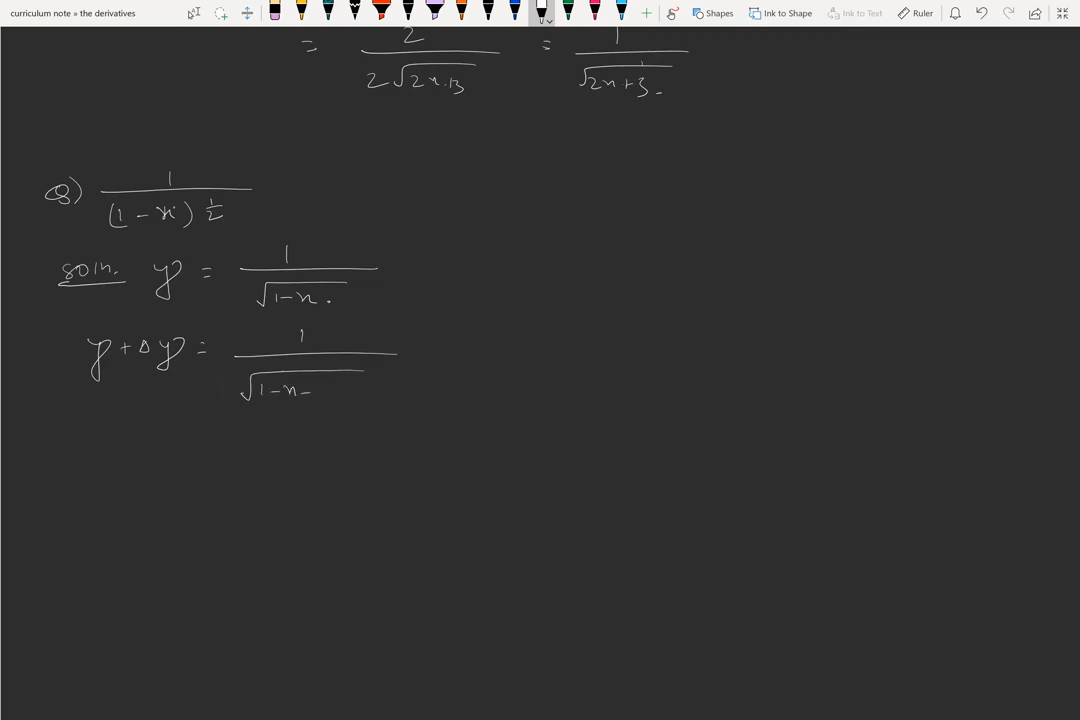 curriculum note » the derivatives Shapes Ink to Shape Ink to Text Ruler
= 2 / 2√2x+3 = 1 / √2x+3
Q) 1 / (1-x)^1/2
soln. y = 1 / √1-x
y + Δy = 1 / √1-x-